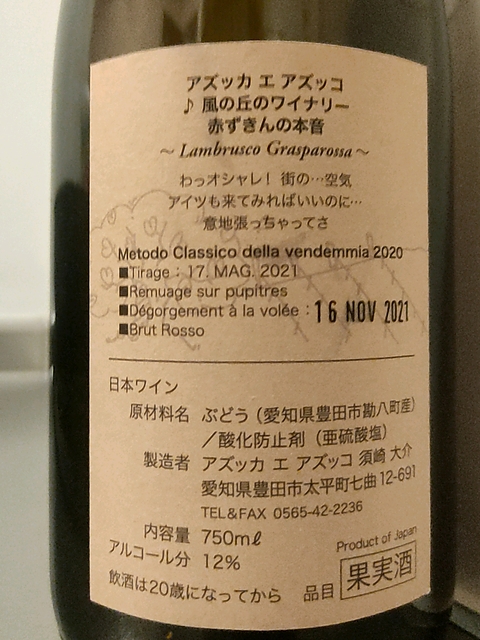 アズッカ エ アズッコ
♪ 風の丘のワイナリー
赤ずきんの本音
～ Lambrusco Grasparossa ～
わっオシャレ！ 街の…空気
アイツも来てみればいいのに…
意地張っちゃってさ
Metodo Classico della vendemmia 2020
■Tirage : 17. MAG. 2021
■Remuage sur pupitres
■Dégorgement à la volée : 16 NOV 2021
■Brut Rosso
日本ワイン
原材料名 ぶどう（愛知県豊田市勘八町産）
／酸化防止剤（亜硫酸塩）
製造者 アズッカ エ アズッコ 須崎 大介
愛知県豊田市太平町七曲12-691
TEL&FAX 0565-42-2236
内容量 750mℓ
アルコール分 12%
Product of Japan
飲酒は20歳になってから 品目 果実酒